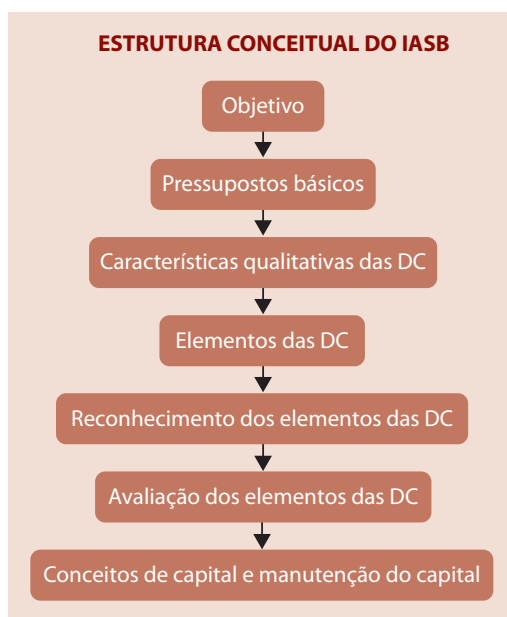 ESTRUTURA CONCEITUAL DO IASB
Objetivo
Pressupostos básicos
Características qualitativas das DC
Elementos das DC
Reconhecimento dos elementos das DC
Avaliação dos elementos das DC
Conceitos de capital e manutenção do capital